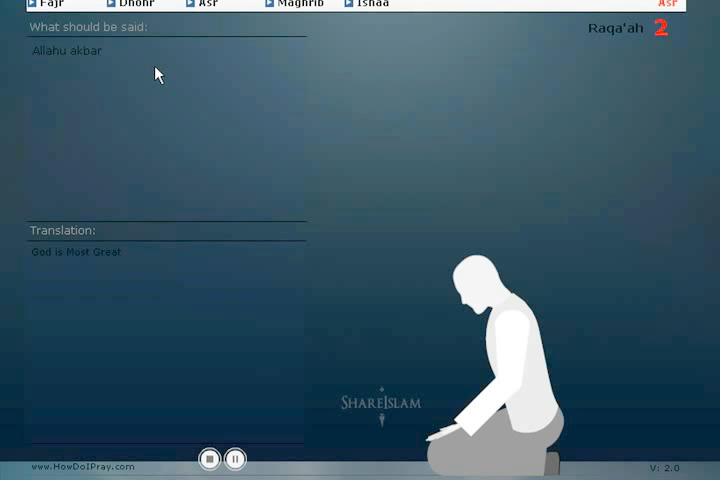 Fajr Dhohr Asr Maghrib Ishaa Asr
What should be said:
Raqa'ah 2
Allahu akbar
Translation:
God is Most Great
SHAREISLAM
www.HowDoIPray.com
V: 2.0